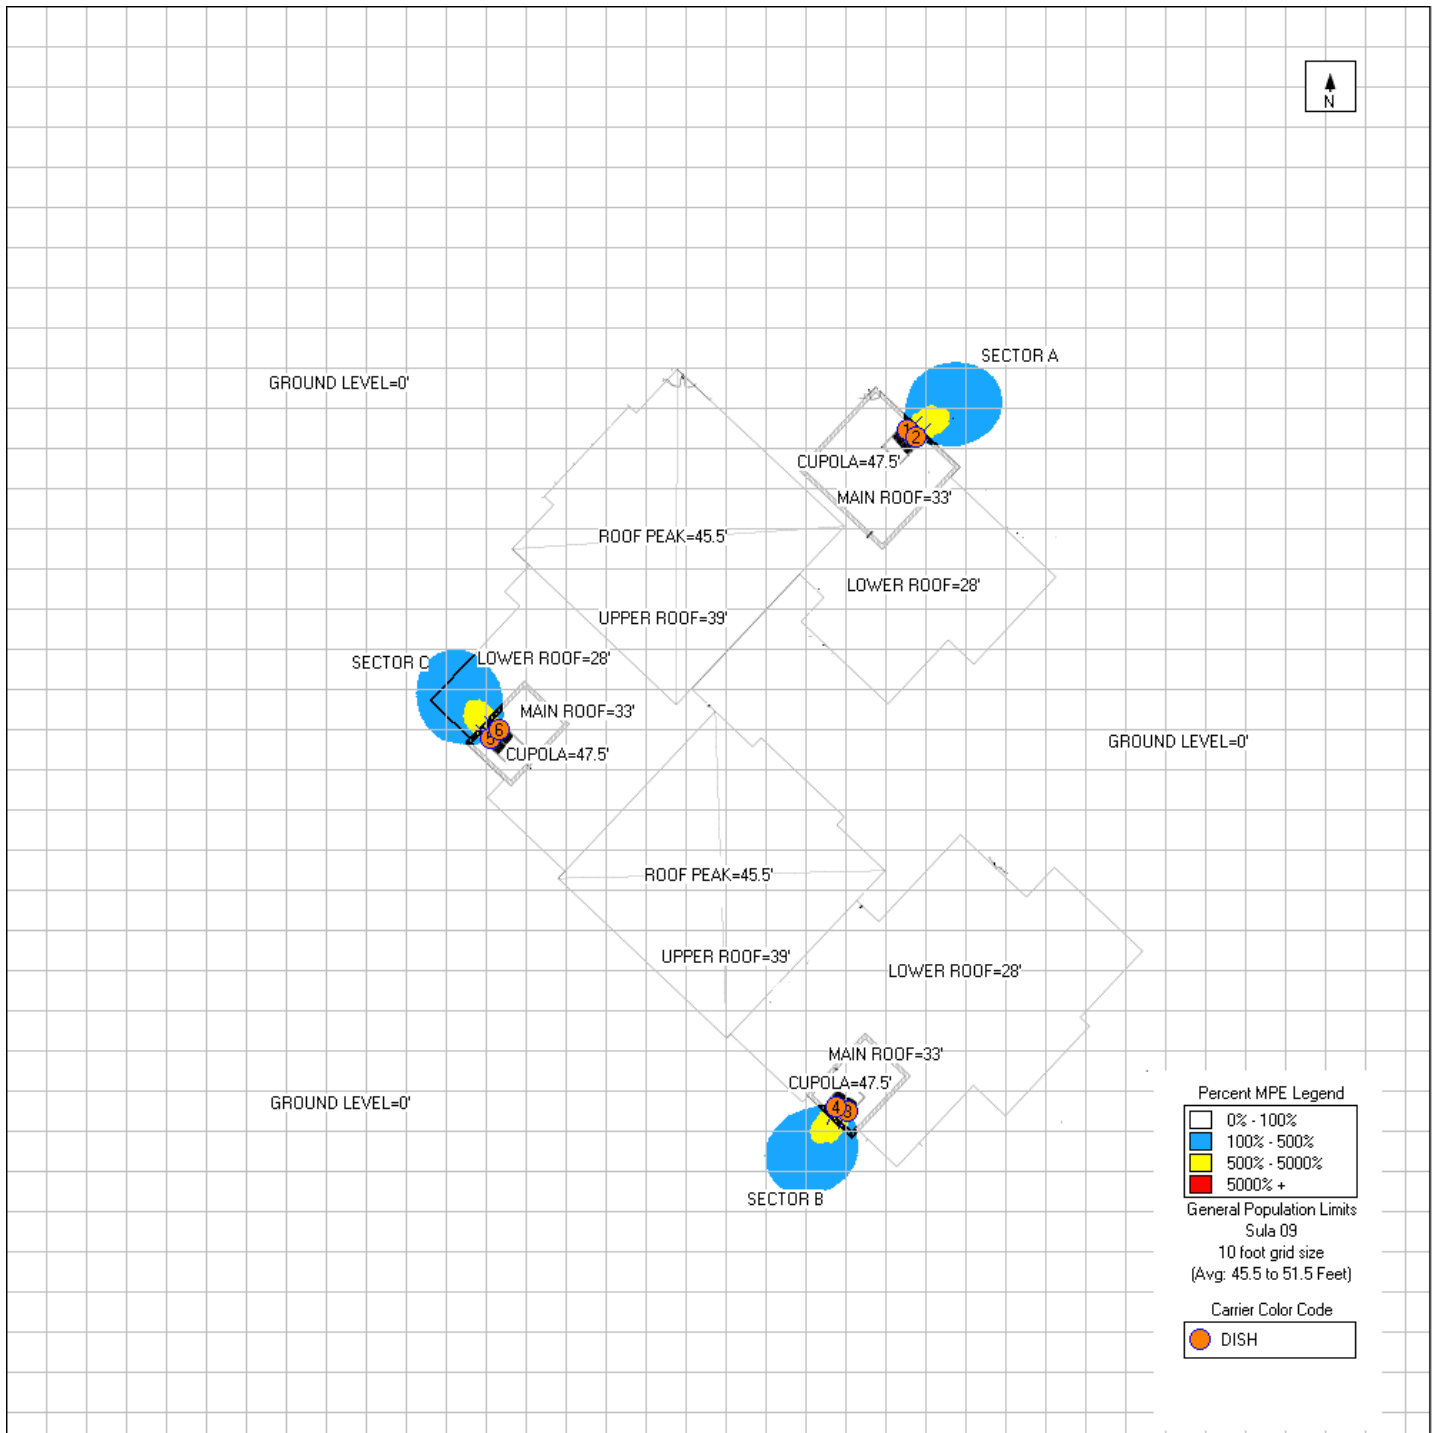 N
SECTOR A
GROUND LEVEL=0'
1
2
CUPOLA=47.5'
MAIN ROOF=33'
ROOF PEAK=45.5'
LOWER ROOF=28'
UPPER ROOF=39'
SECTOR C
LOWER ROOF=28'
MAIN ROOF=33'
6
5
CUPOLA=47.5'
GROUND LEVEL=0'
ROOF PEAK=45.5'
UPPER ROOF=39'
LOWER ROOF=28'
MAIN ROOF=33'
CUPOLA=47.5'
4
3
GROUND LEVEL=0'
SECTOR B
Percent MPE Legend
0% - 100%
100% - 500%
500% - 5000%
5000% +
General Population Limits
Sula 09
10 foot grid size
(Avg: 45.5 to 51.5 Feet)
Carrier Color Code
DISH